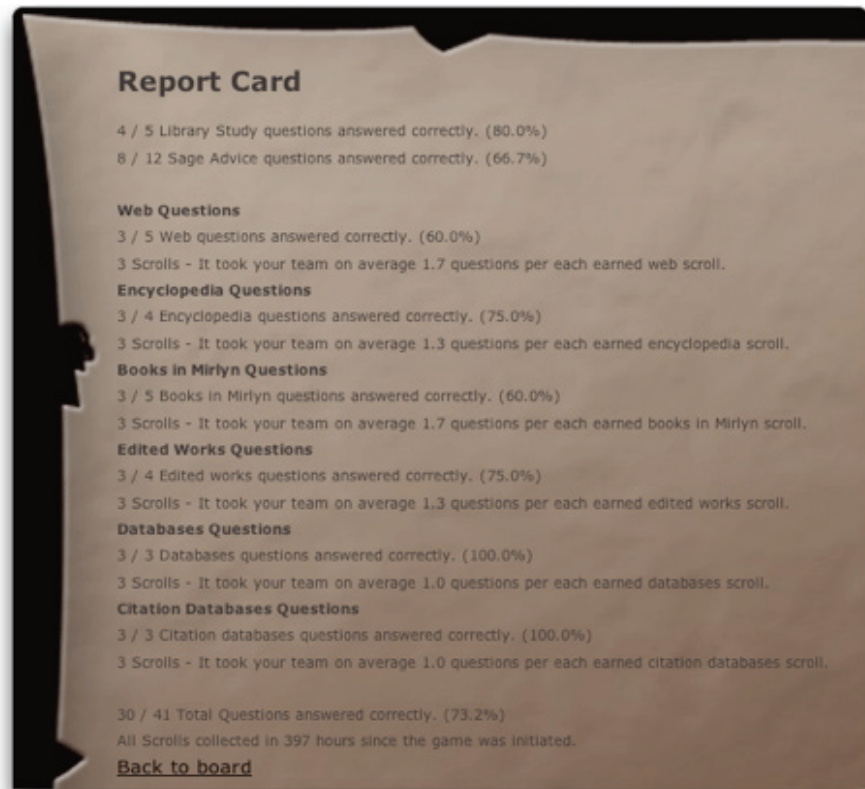 Report Card
4 / 5 Library Study questions answered correctly. (80.0%)
8 / 12 Sage Advice questions answered correctly. (66.7%)
Web Questions
3 / 5 Web questions answered correctly. (60.0%)
3 Scrolls - It took your team on average 1.7 questions per each earned web scroll.
Encyclopedia Questions
3 / 4 Encyclopedia questions answered correctly. (75.0%)
3 Scrolls - It took your team on average 1.3 questions per each earned encyclopedia scroll.
Books in Mirlyn Questions
3 / 5 Books in Mirlyn questions answered correctly. (60.0%)
3 Scrolls - It took your team on average 1.7 questions per each earned books in Mirlyn scroll.
Edited Works Questions
3 / 4 Edited works questions answered correctly. (75.0%)
3 Scrolls - It took your team on average 1.3 questions per each earned edited works scroll.
Databases Questions
3 / 3 Databases questions answered correctly. (100.0%)
3 Scrolls - It took your team on average 1.0 questions per each earned databases scroll.
Citation Databases Questions
3 / 3 Citation databases questions answered correctly. (100.0%)
3 Scrolls - It took your team on average 1.0 questions per each earned citation databases scroll.
30 / 41 Total Questions answered correctly. (73.2%)
All Scrolls collected in 397 hours since the game was initiated.
Back to board